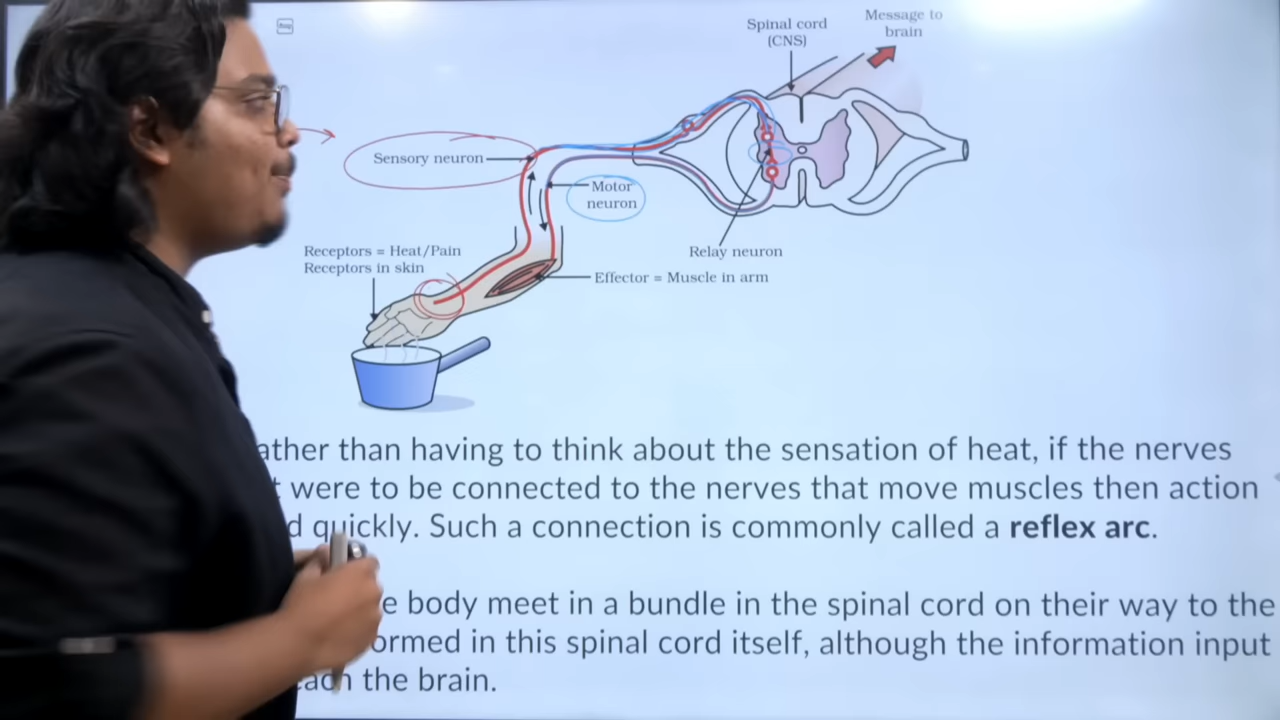 Spinal cord
(CNS)
Message to
brain
Sensory neuron
Motor
neuron
Relay neuron
Receptors = Heat/Pain
Receptors in skin
Effector = Muscle in arm
ather than having to think about the sensation of heat, if the nerves
were to be connected to the nerves that move muscles then action
d quickly. Such a connection is commonly called a reflex arc.
e body meet in a bundle in the spinal cord on their way to the
ormed in this spinal cord itself, although the information input
the brain.